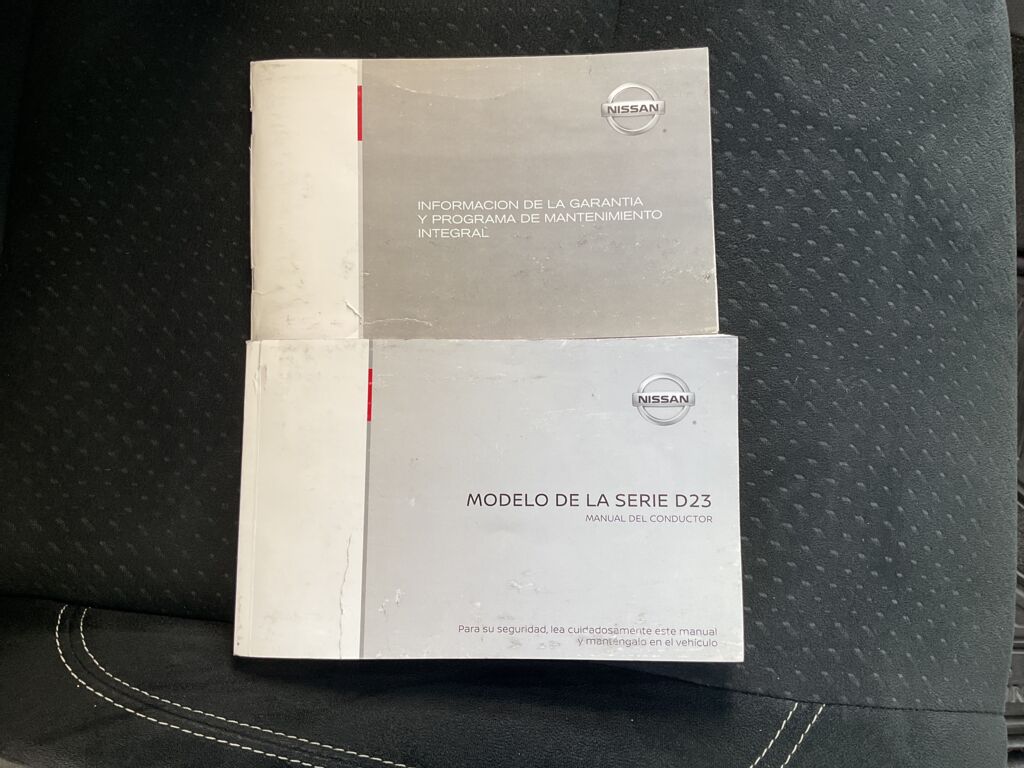 NISSAN
INFORMACION DE LA GARANTIA
Y PROGRAMA DE MANTENIMIENTO
INTEGRAL
NISSAN
MODELO DE LA SERIE D23
MANUAL DEL CONDUCTOR
Para su seguridad, lea cuidadosamente este manual
y manténgalo en el vehículo